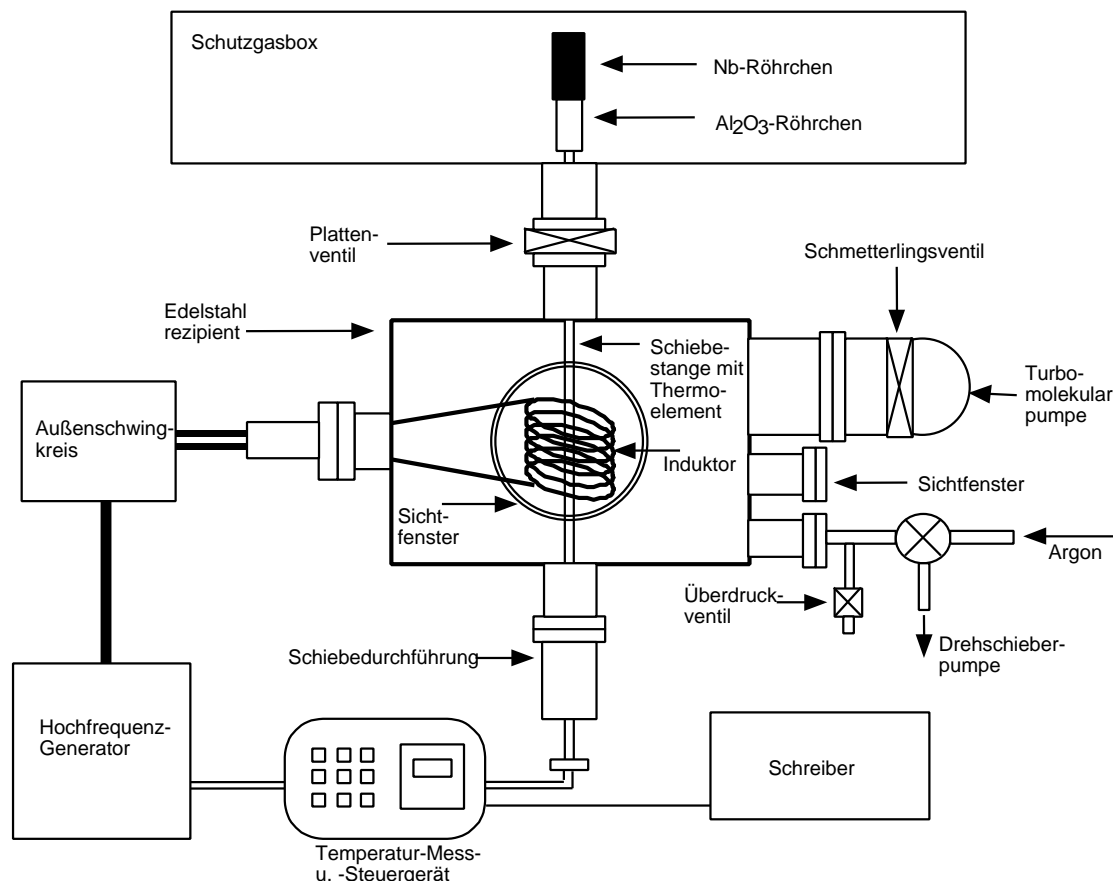 Schutzgasbox
Nb-Röhrchen
Al2O3-Röhrchen
Platten-
ventil
Schmetterlingsventil
Edelstahl
rezipient
Schiebe-
stange mit
Thermo-
element
Turbo-
molekular
pumpe
Außenschwing-
kreis
Induktor
Sichtfenster
Sicht-
fenster
Argon
Überdruck-
ventil
Drehschieber-
pumpe
Schiebedurchführung
Hochfrequenz-
Generator
Schreiber
Temperatur-Mess-
u. -Steuergerät